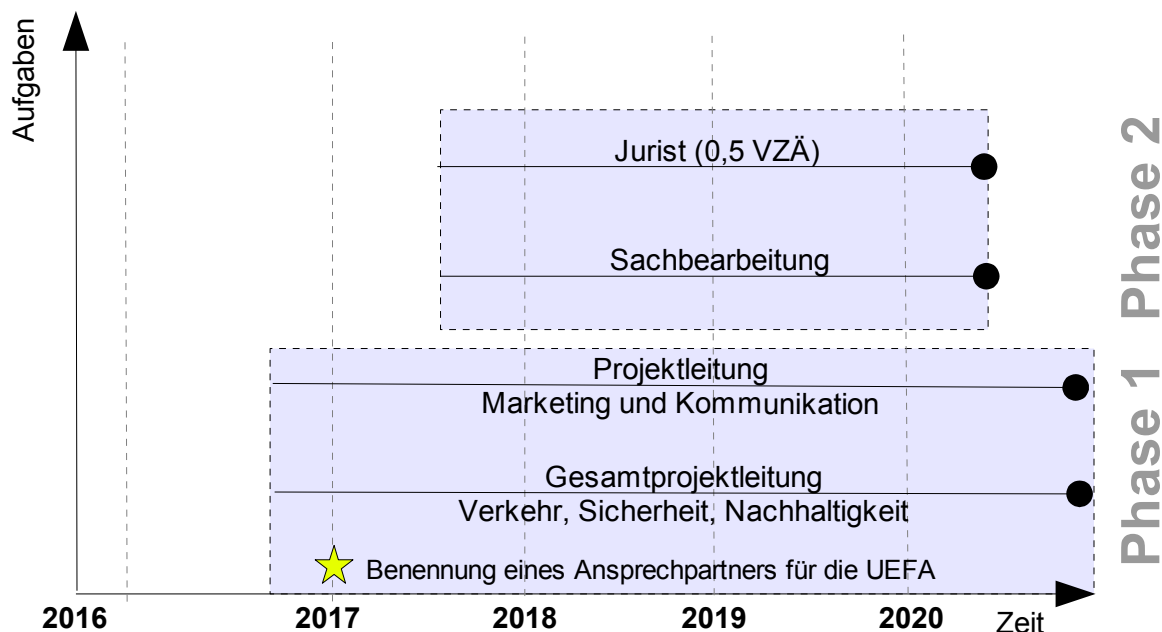 Aufgaben
Jurist (0,5 VZÄ)
Sachbearbeitung
Phase 2
Projektleitung
Marketing und Kommunikation
Gesamtprojektleitung
Verkehr, Sicherheit, Nachhaltigkeit
Benennung eines Ansprechpartners für die UEFA
Phase 1
2016 2017 2018 2019 2020 Zeit